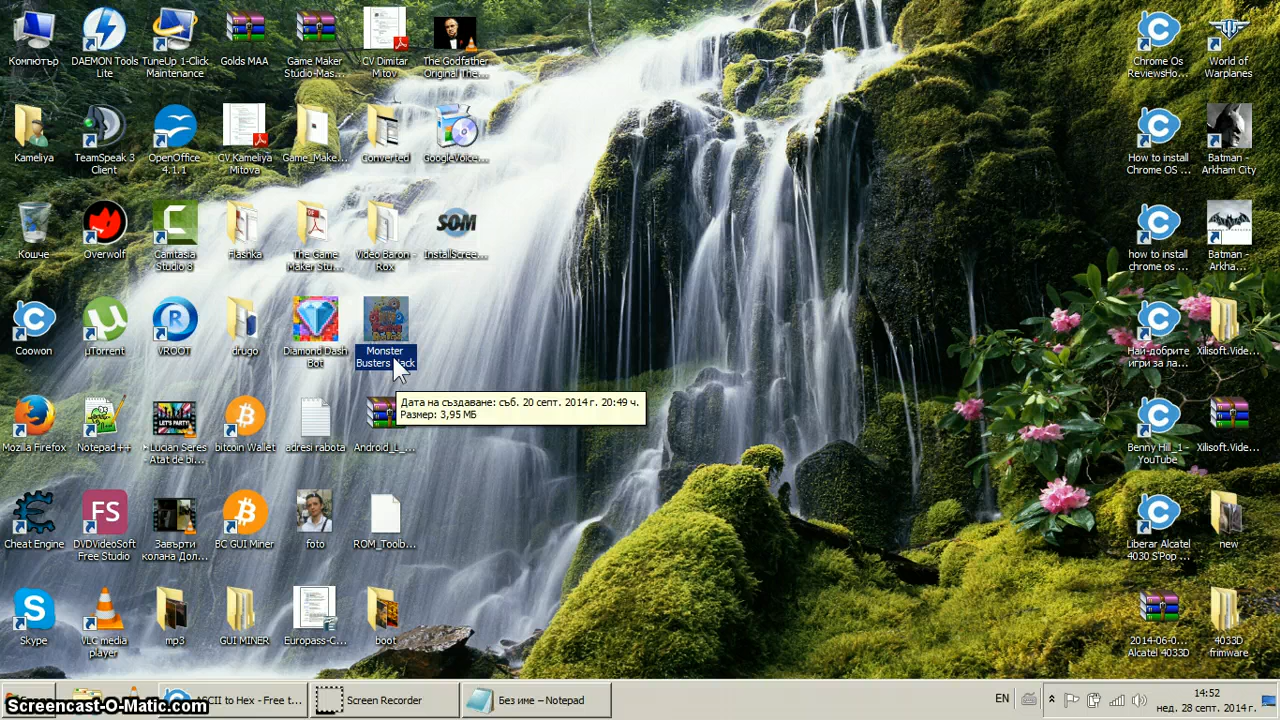 Компютър
DAEMON Tools
Lite
TuneUp 1-Click
Maintenance
Golds MAA
Game Maker
Studio-Mas...
CV Dimitar
Mitov
The Godfather
Original The...
Chrome Os
ReviewsHo...
World of
Warplanes
Kameliya
TeamSpeak 3
Client
OpenOffice
4.1.1
CV Kameliya
Mitova
Game_Make...
Converted
GoogleVoice...
How to install
Chrome OS ...
Batman -
Arkham City
Кошче
Overwolf
Camtasia
Studio 8
Flashka
PDF
The Game
Maker Stu...
Video Baron -
Rox
SOM
InstallScree...
how to install
chrome os ...
Batman -
Arkha...
Coowon
µTorrent
VROOT
drugo
Diamond Dash
Bot
Monster
Busters Hack
Най-добрите
игри за ла...
Xilisoft.Vide...
Дата на създаване: съб. 20 септ. 2014 г. 20:49 ч.
Размер: 3,95 МБ
Mozilla Firefox
Notepad++
LET'S PARTY!
Lucian Seres
- Atat de bi...
bitcoin Wallet
adresi rabota
Android_L_...
Benny Hill_1 -
YouTube
Xilisoft.Vide...
Cheat Engine
FS
DVDVideoSoft
Free Studio
Завърти
колана Дол...
BC GUI Miner
foto
ROM_Toolb...
Liberar Alcatel
4030 S'Pop ...
new
Skype
VLC media
player
mp3
GUI MINER
Europass-C...
boot
2014-06-0...
Alcatel 4033D
4033D
frimware
ASCII to Hex - Free t...
Screen Recorder
Без име – Notepad
EN
14:52
нед. 28 септ. 2014 г.
Screencast-O-Matic.com